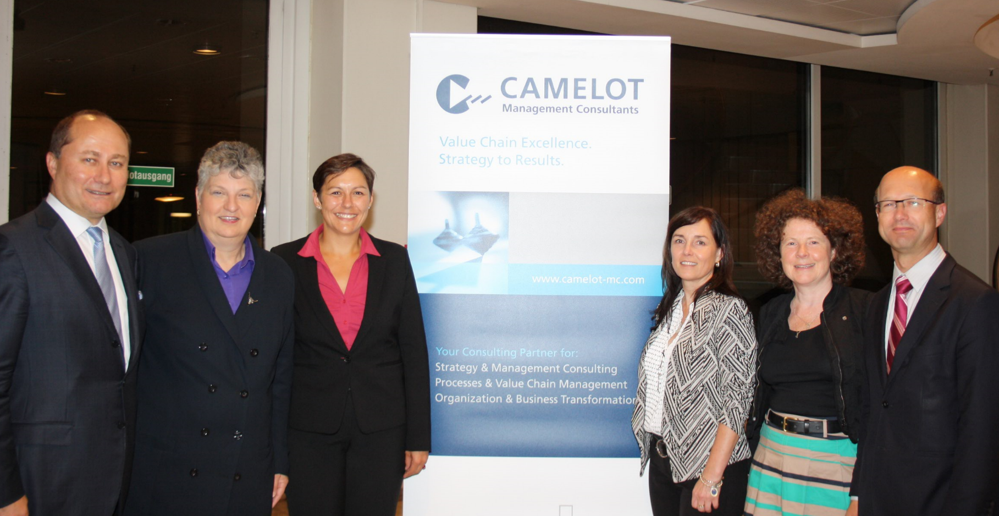 CAMELOT
Management Consultants
Value Chain Excellence.
Strategy to Results.
otausgang
www.camelot-mc.com
Your Consulting Partner for:
Strategy & Management Consulting
Processes & Value Chain Management
Organization & Business Transformation